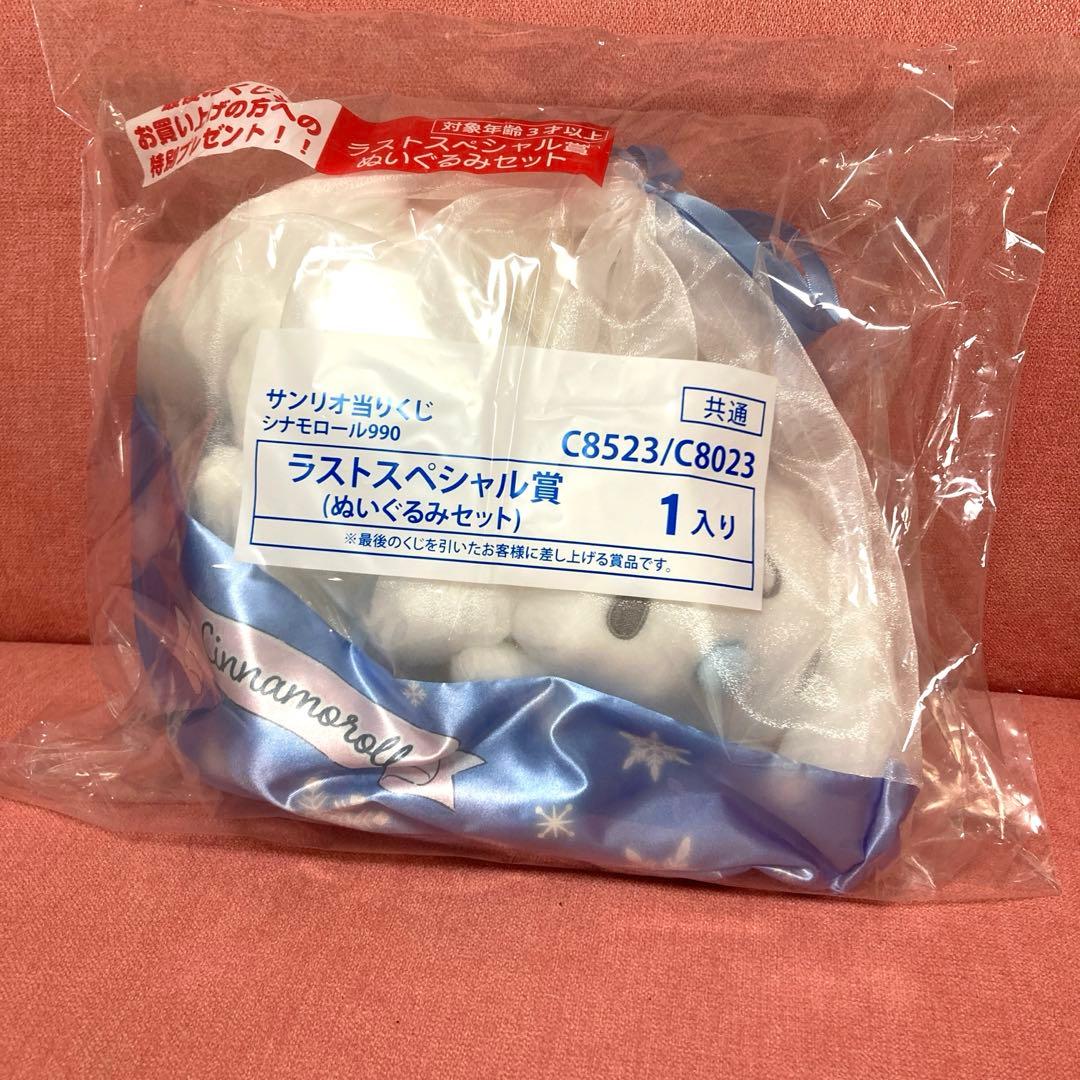 お買い上げの方への
特別プレゼント！！
対象年齢3才以上
ラストスペシャル賞
ぬいぐるみセット
サンリオ当りくじ
シナモロール990
共通
C8523/C8023
ラストスペシャル賞
(ぬいぐるみセット)
1入り
※最後のくじを引いたお客様に差し上げる賞品です。
Cinnamoroll